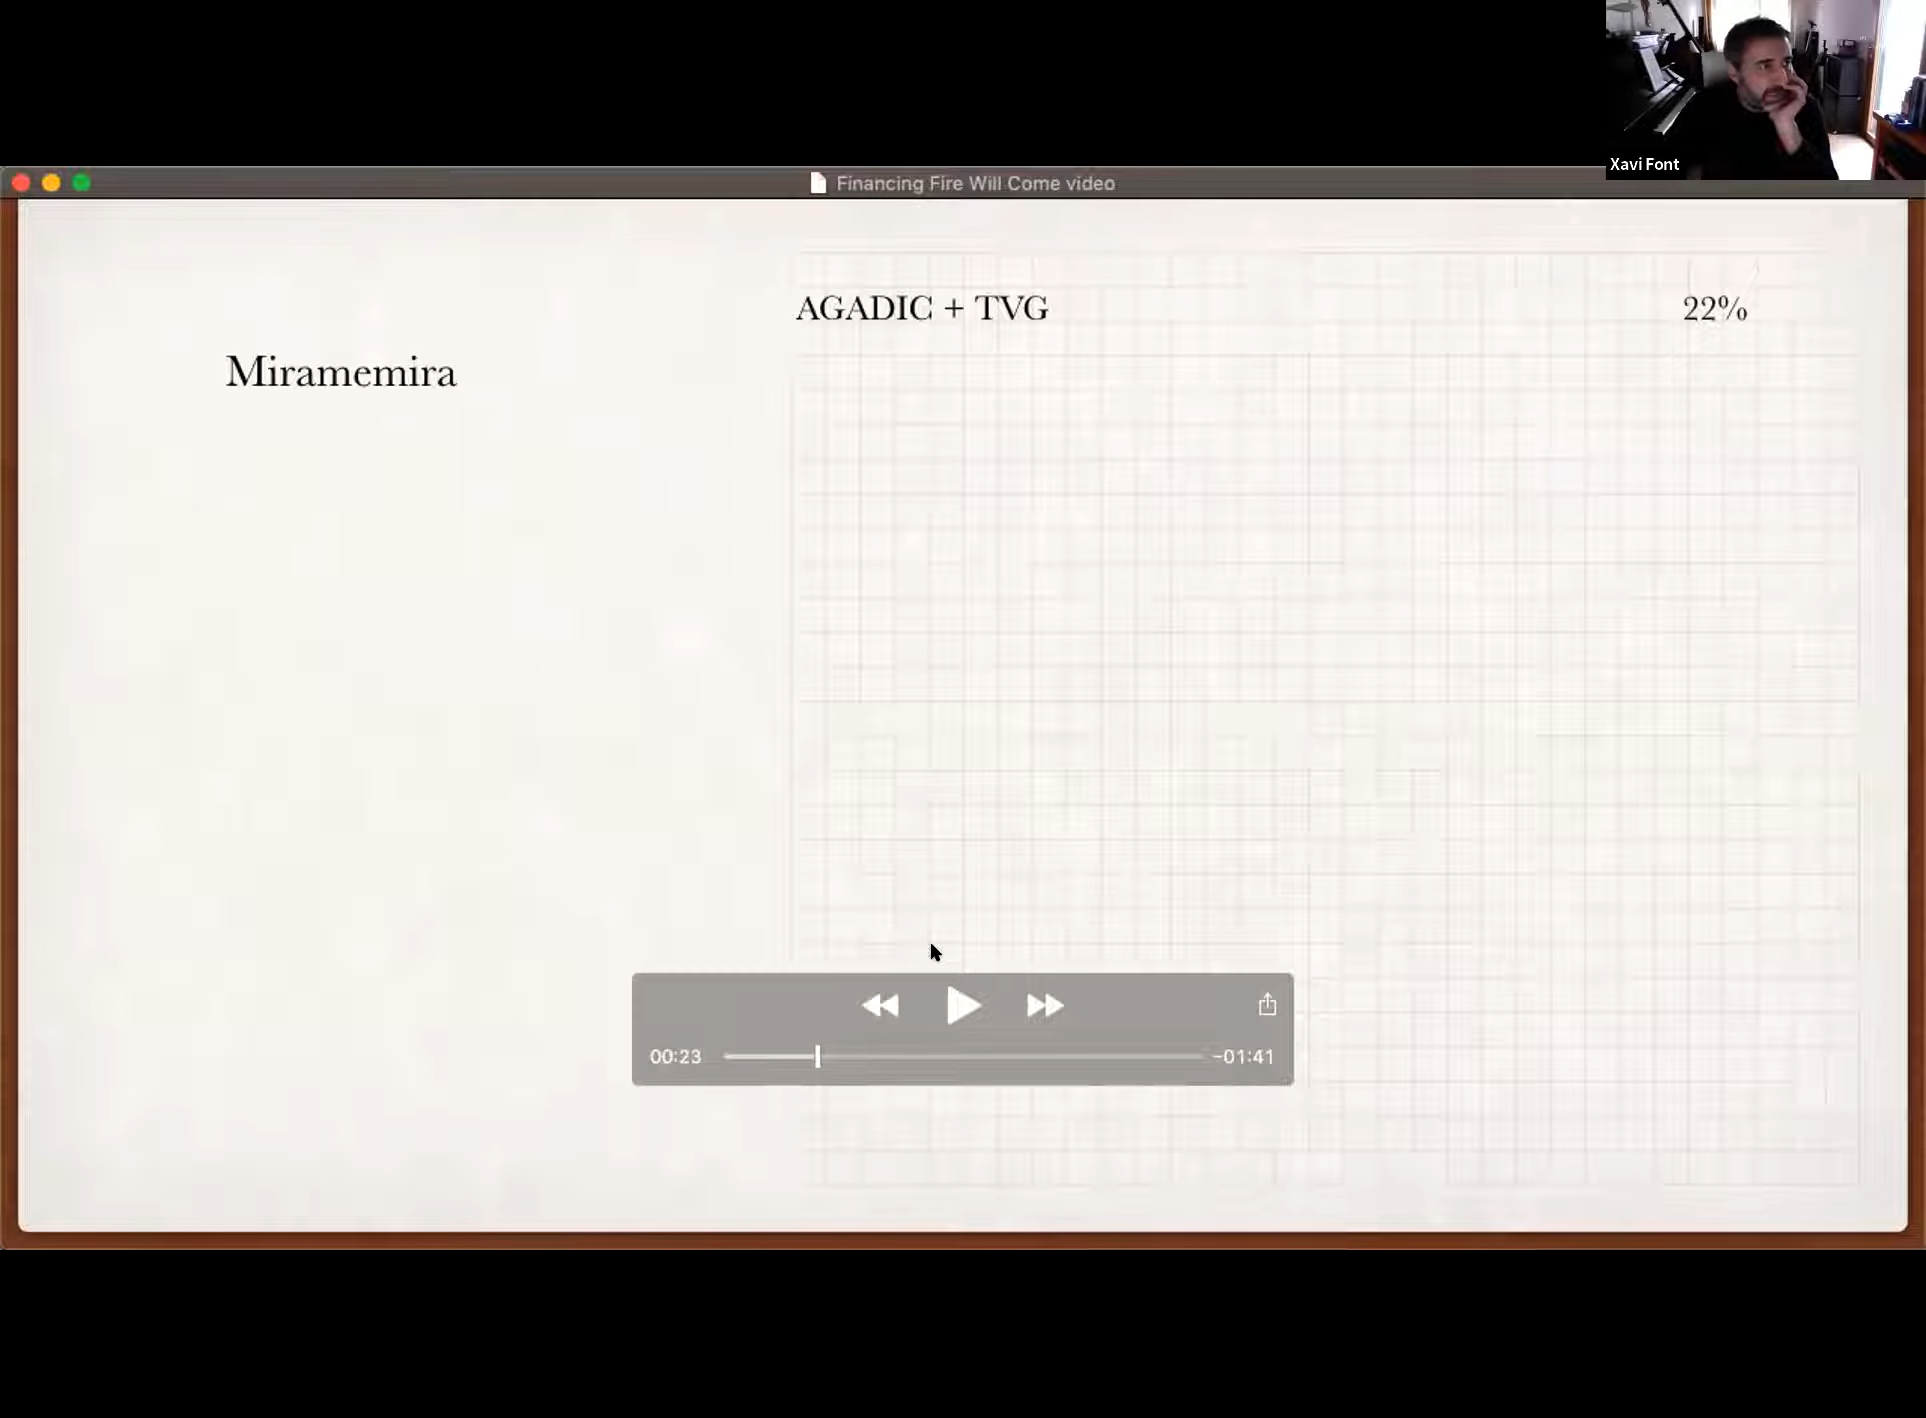 Xavi Font
Financing Fire Will Come video
AGADIC + TVG 22%
Miramemira
00:23 -01:41